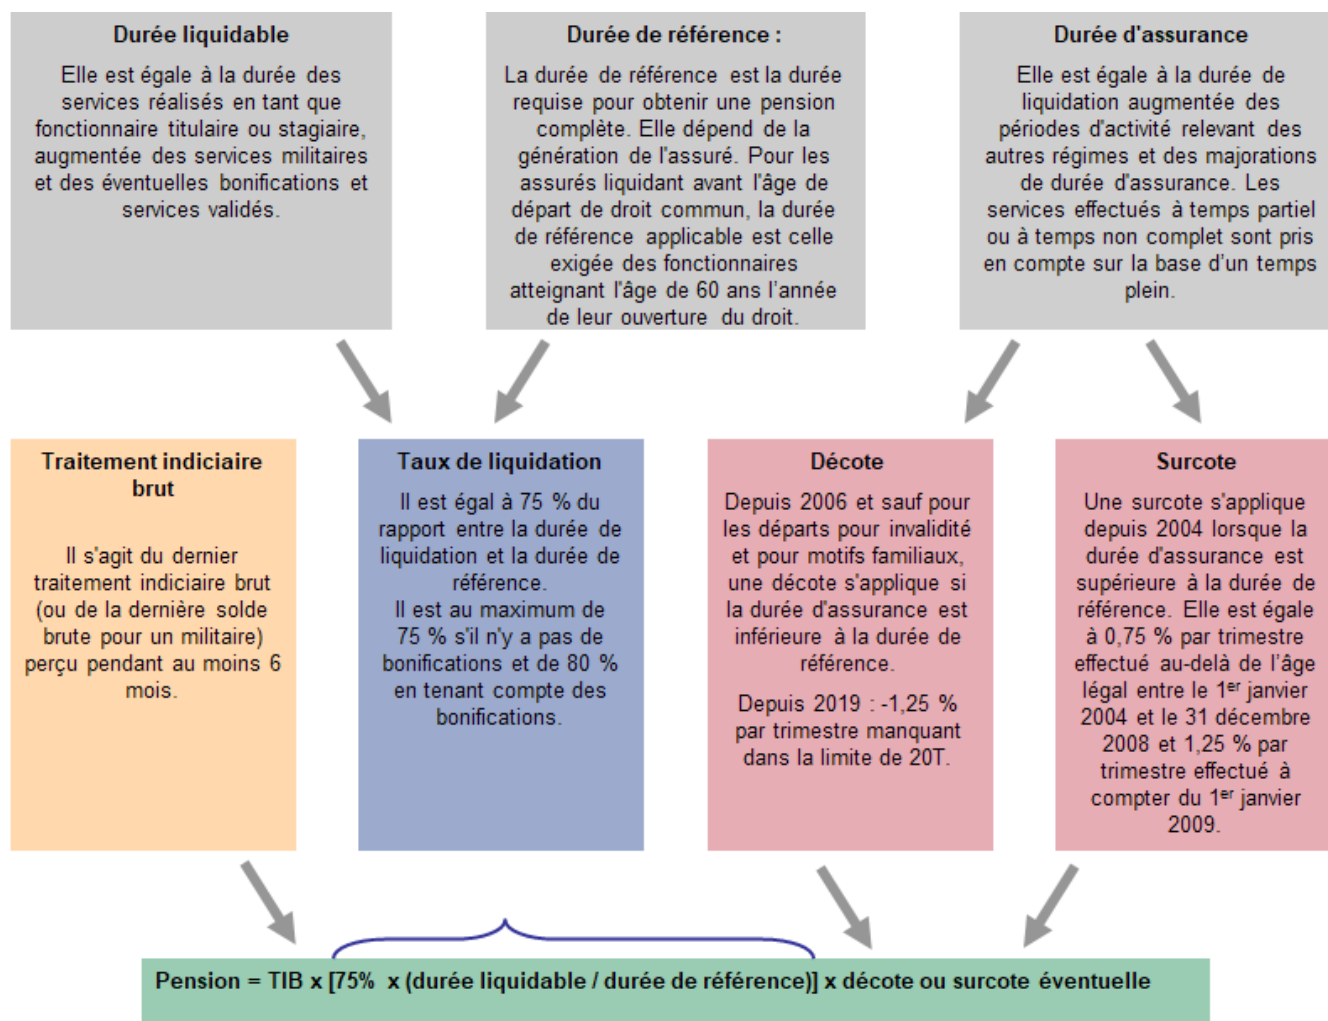 Durée liquidable
Elle est égale à la durée des
services réalisés en tant que
fonctionnaire titulaire ou stagiaire,
augmentée des services militaires
et des éventuelles bonifications et
services validés.
Durée de référence :
La durée de référence est la durée
requise pour obtenir une pension
complète. Elle dépend de la
génération de l'assuré. Pour les
assurés liquidant avant l'âge de
départ de droit commun, la durée
de référence applicable est celle
exigée des fonctionnaires
atteignant l'âge de 60 ans l’année
de leur ouverture du droit.
Durée d'assurance
Elle est égale à la durée de
liquidation augmentée des
périodes d'activité relevant des
autres régimes et des majorations
de durée d'assurance. Les
services effectués à temps partiel
ou à temps non complet sont pris
en compte sur la base d’un temps
plein.
Traitement indiciaire
brut
Il s'agit du dernier
traitement indiciaire brut
(ou de la dernière solde
brute pour un militaire)
perçu pendant au moins 6
mois.
Taux de liquidation
Il est égal à 75 % du
rapport entre la durée de
liquidation et la durée de
référence.
Il est au maximum de
75 % s'il n'y a pas de
bonifications et de 80 %
en tenant compte des
bonifications.
Décote
Depuis 2006 et sauf pour
les départs pour invalidité
et pour motifs familiaux,
une décote s'applique si
la durée d'assurance est
inférieure à la durée de
référence.
Depuis 2019 : -1,25 %
par trimestre manquant
dans la limite de 20T.
Surcote
Une surcote s'applique
depuis 2004 lorsque la
durée d'assurance est
supérieure à la durée de
référence. Elle est égale
à 0,75 % par trimestre
effectué au-delà de l’âge
légal entre le 1er janvier
2004 et le 31 décembre
2008 et 1,25 % par
trimestre effectué à
compter du 1er janvier
2009.
Pension = TIB x [75% x (durée liquidable / durée de référence)] x décote ou surcote éventuelle